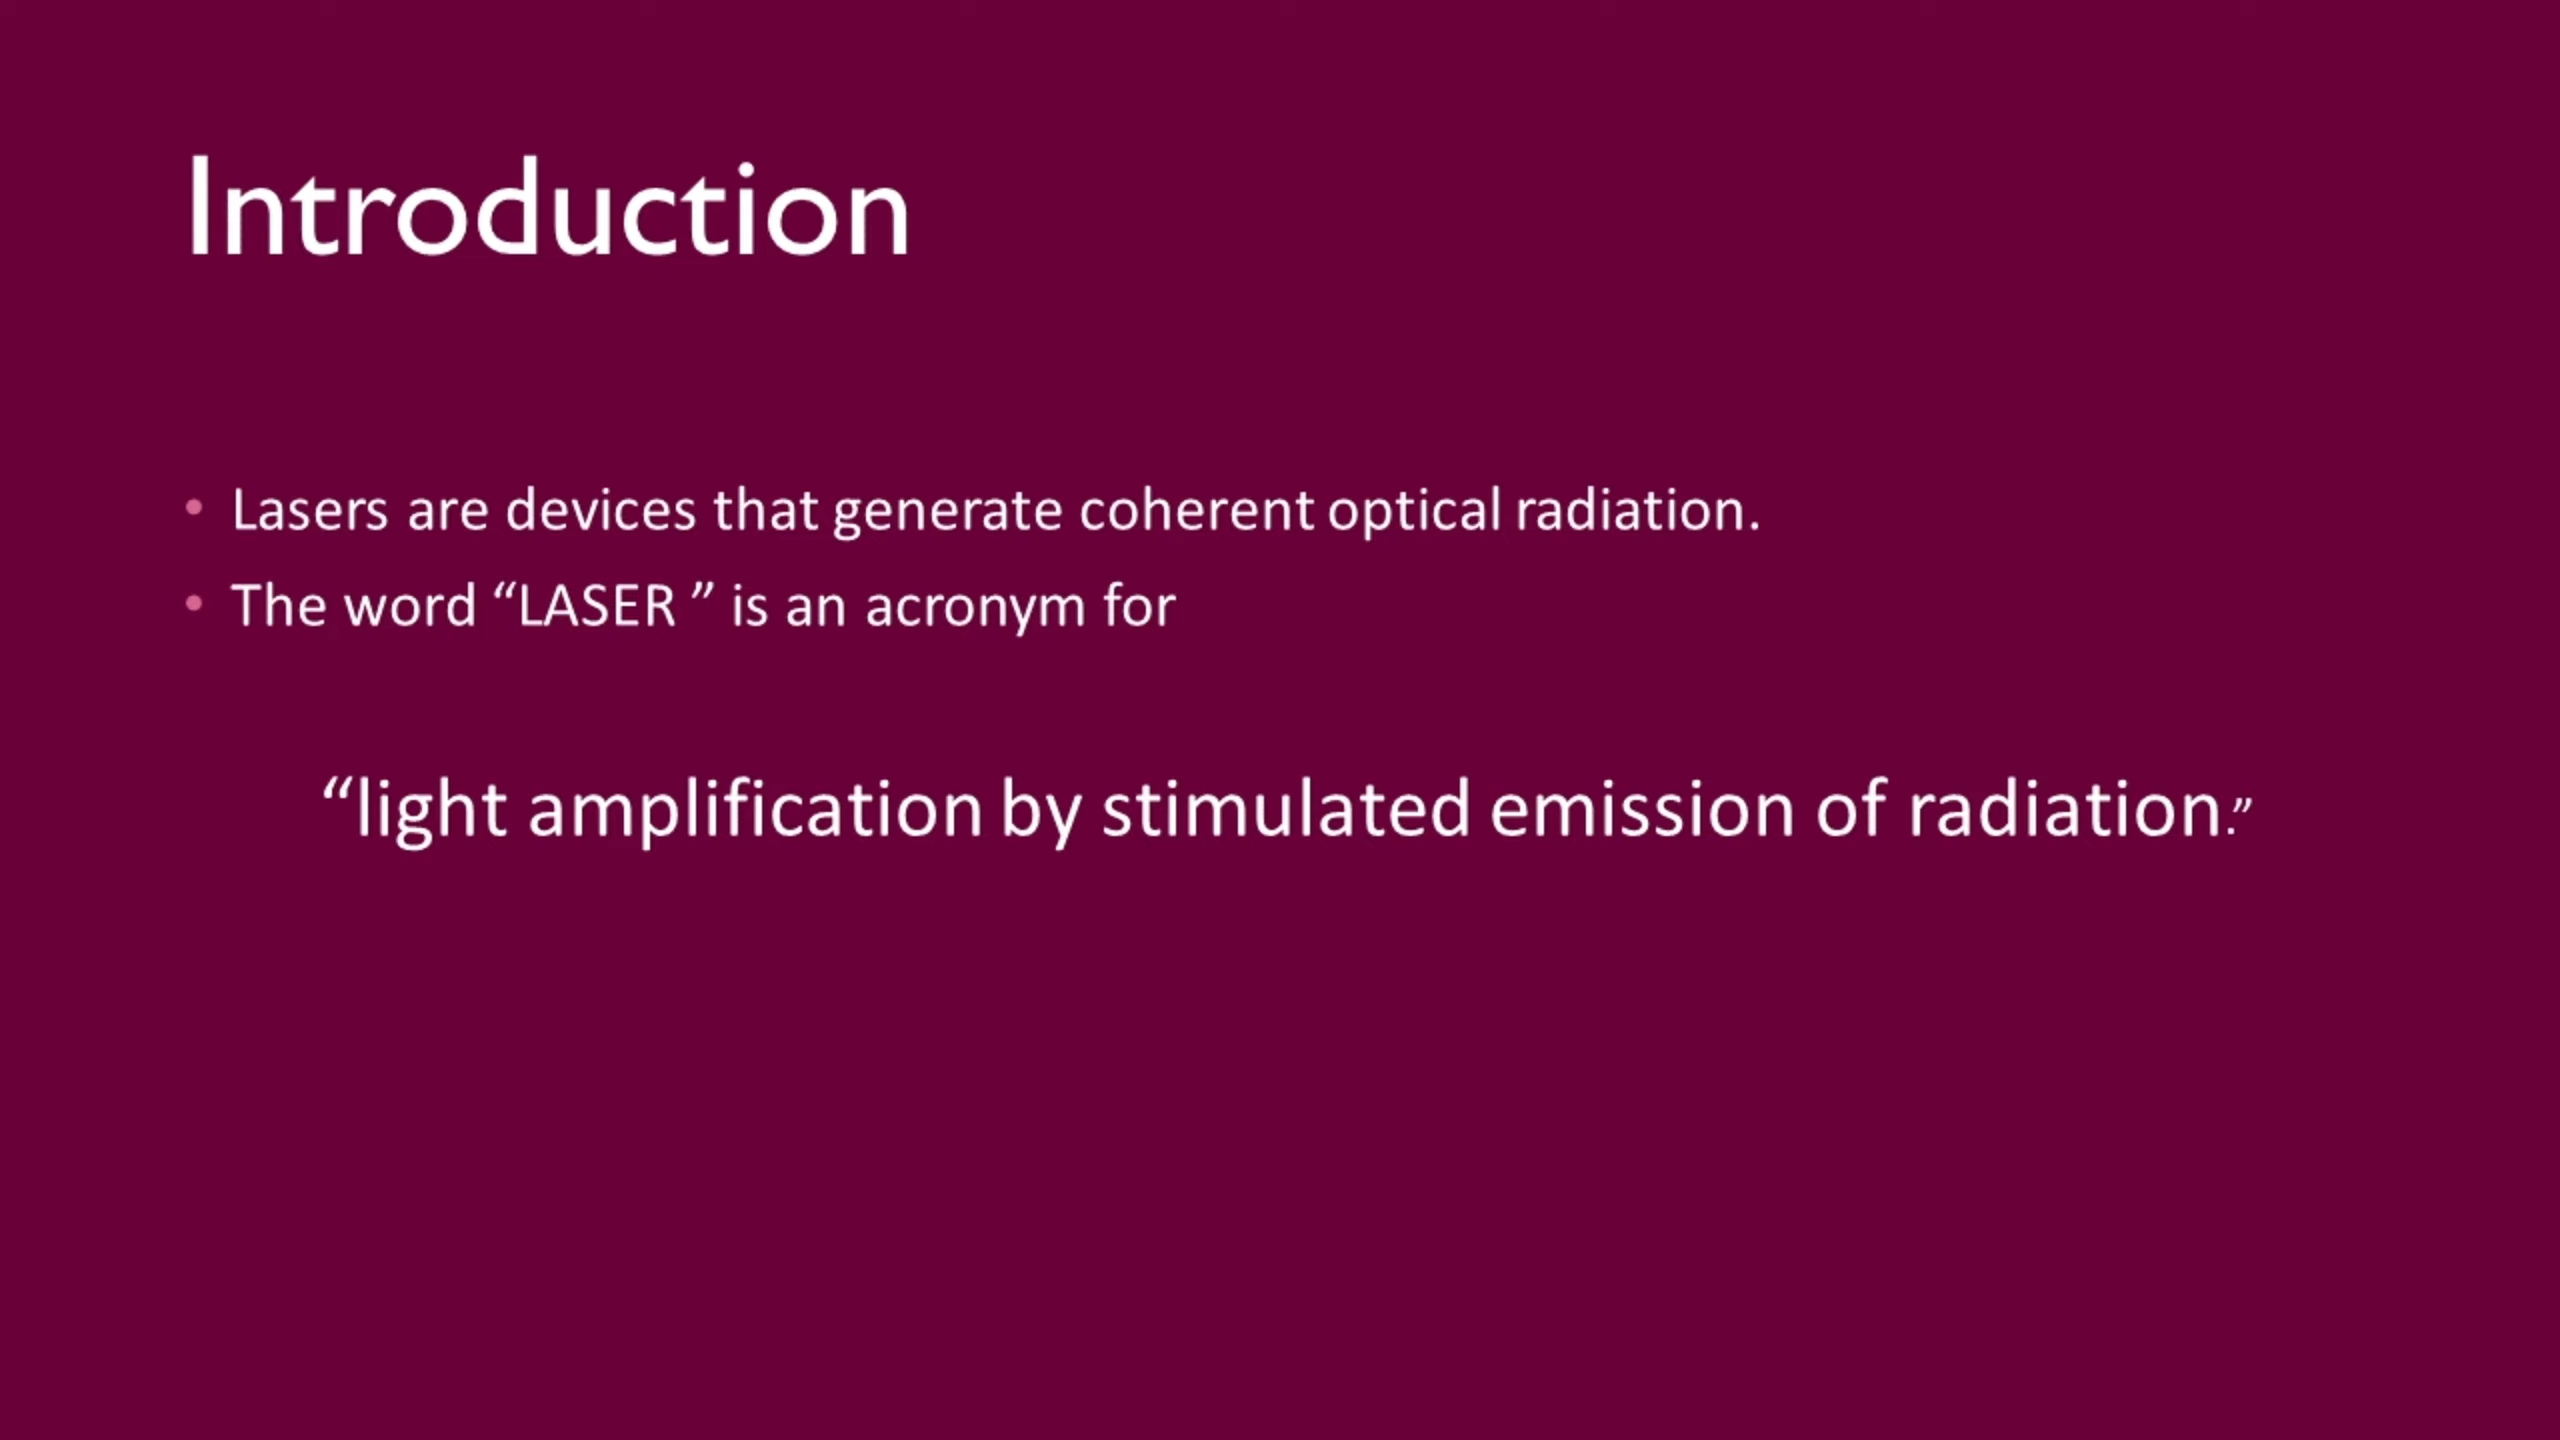 Introduction
• Lasers are devices that generate coherent optical radiation.
• The word “LASER ” is an acronym for
“light amplification by stimulated emission of radiation.”